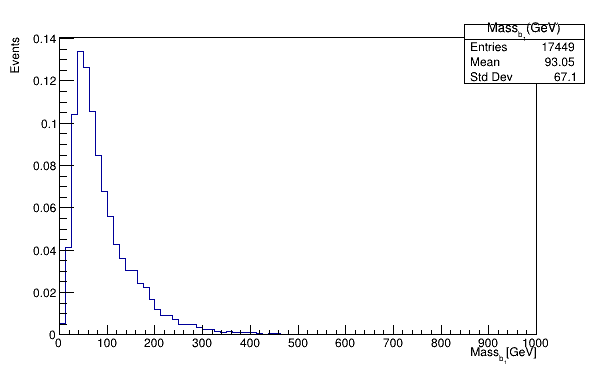 Mass_b1 (GeV)
Entries 17449
Mean 93.05
Std Dev 67.1
Events
0.14
0.12
0.1
0.08
0.06
0.04
0.02
0
0 100 200 300 400 500 600 700 800 900 1000
Mass_b1 [GeV]